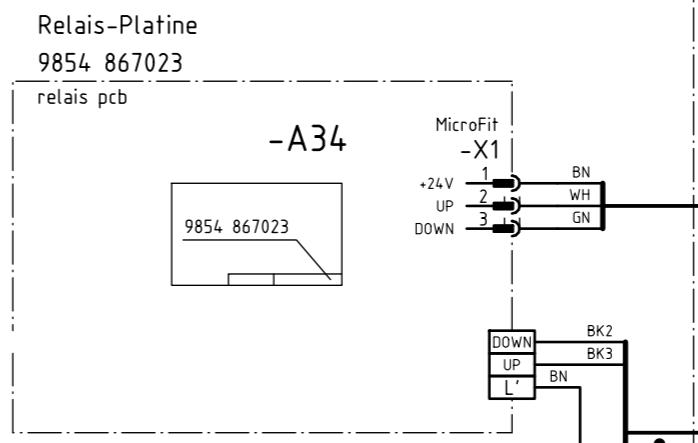 Relais-Platine
9854 867023
relais pcb
-A34
MicroFit
-X1
+24V 1 BN
UP 2 WH
DOWN 3 GN
9854 867023
DOWN BK2
UP BK3
L' BN